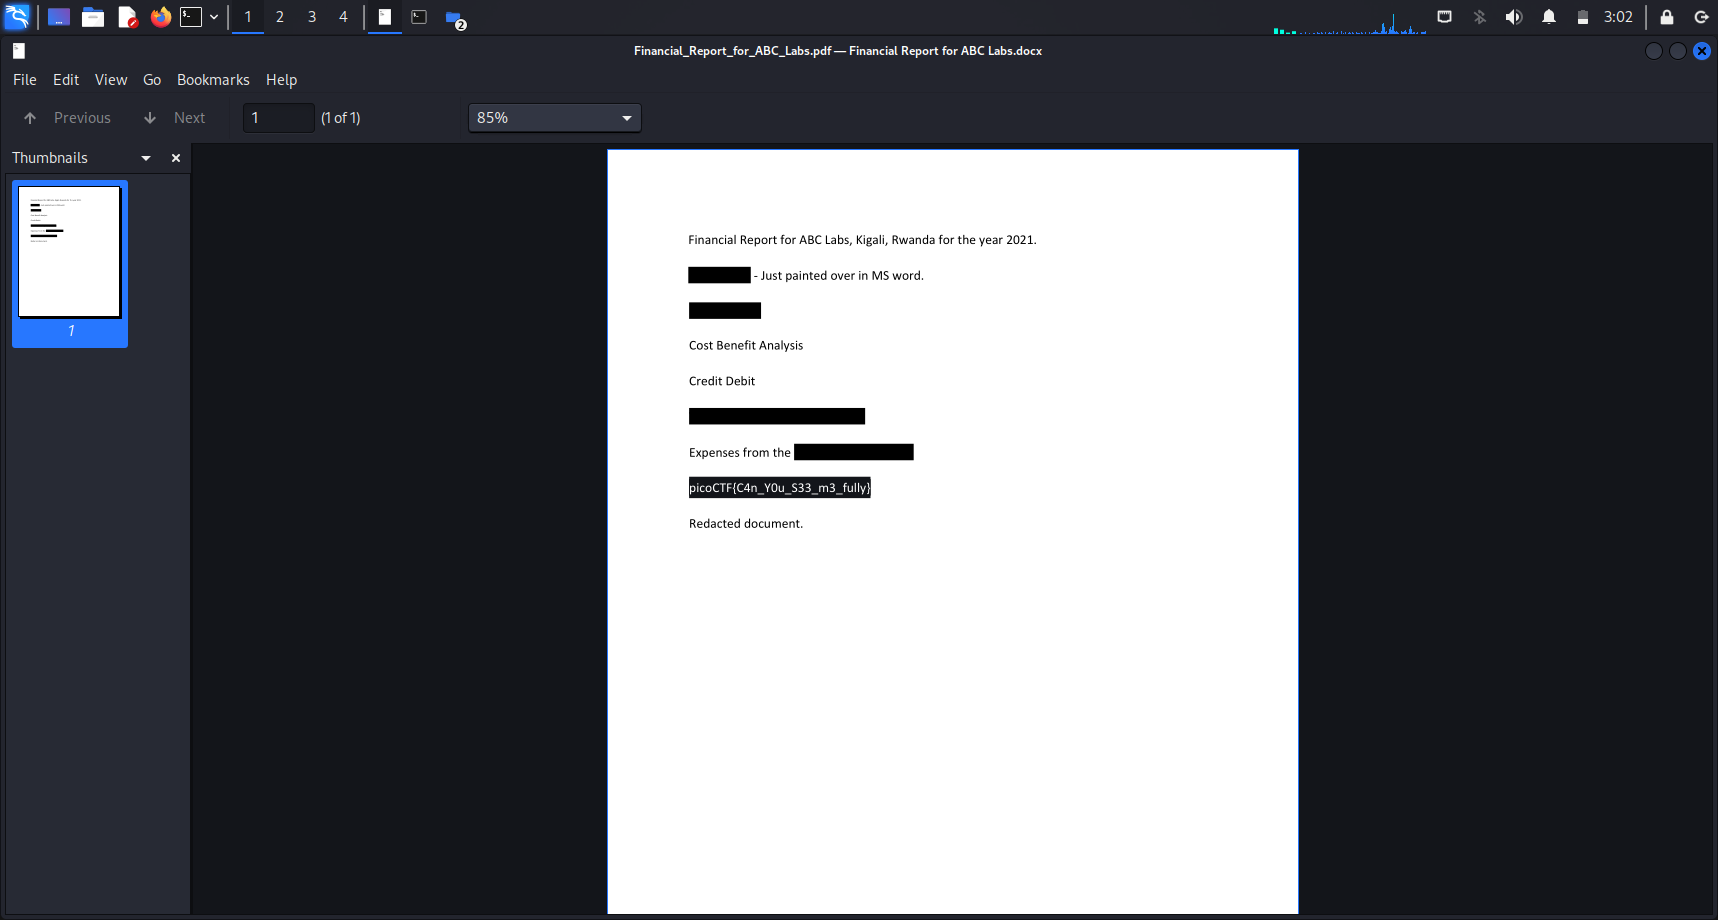 1 2 3 4 2 3:02
Financial_Report_for_ABC_Labs.pdf — Financial Report for ABC Labs.docx
File Edit View Go Bookmarks Help
Previous Next 1 (1 of 1) 85%
Thumbnails
1
Financial Report for ABC Labs, Kigali, Rwanda for the year 2021.
- Just painted over in MS word.
Cost Benefit Analysis
Credit Debit
Expenses from the
picoCTF{C4n_Y0u_S33_m3_fully}
Redacted document.